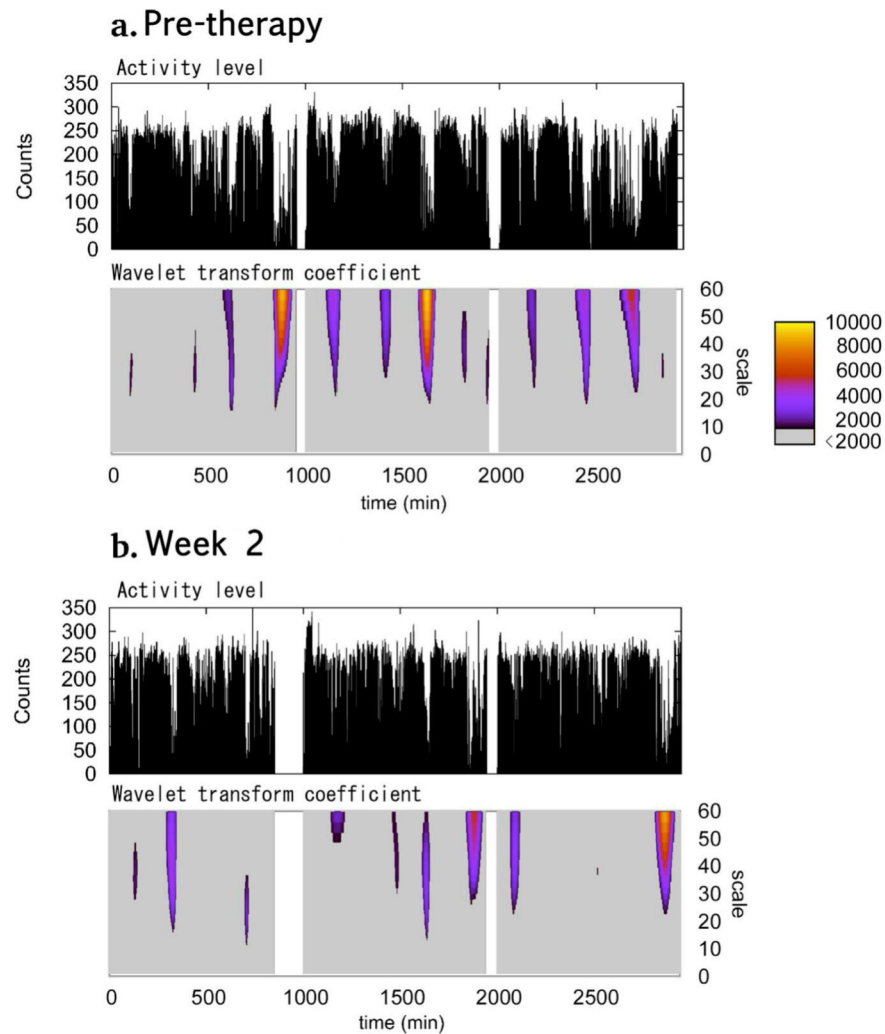 a. Pre-therapy
Activity level
350
300
250
200
150
100
50
0
Counts
Wavelet transform coefficient
60
50
40
30
20
10
0
scale
10000
8000
6000
4000
2000
<2000
0 500 1000 1500 2000 2500
time (min)
b. Week 2
Activity level
350
300
250
200
150
100
50
0
Counts
Wavelet transform coefficient
60
50
40
30
20
10
0
scale
0 500 1000 1500 2000 2500
time (min)